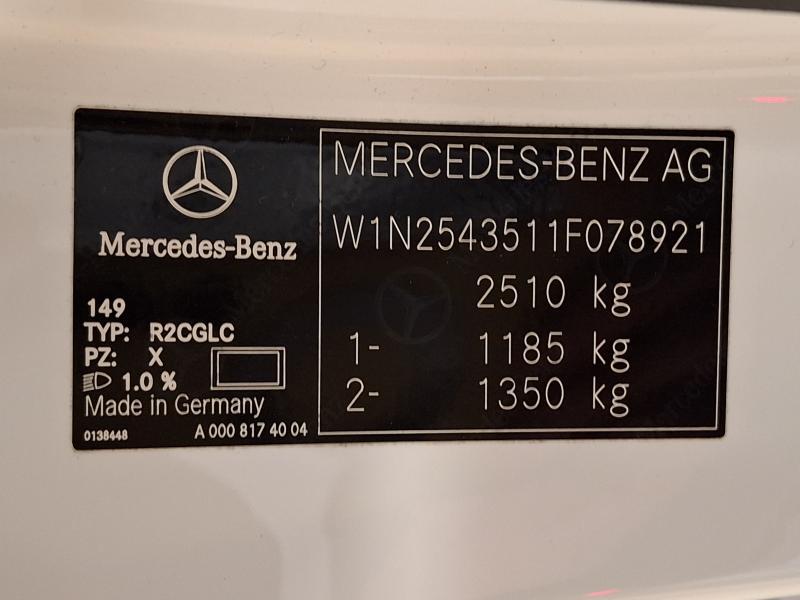 Mercedes-Benz
149
TYP: R2CGLC
PZ: X
1.0 %
Made in Germany
0138448 A 000 817 40 04
MERCEDES-BENZ AG
W1N2543511F078921
2510 kg
1- 1185 kg
2- 1350 kg